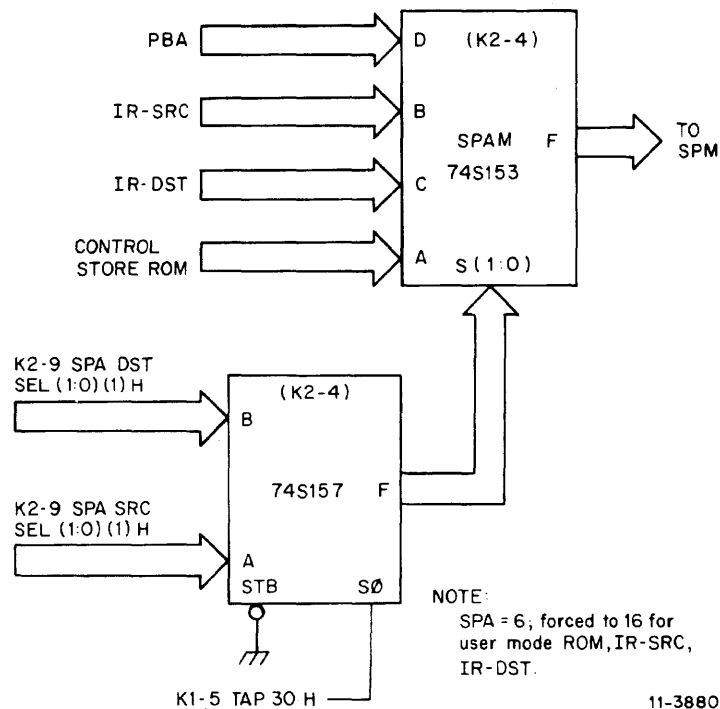 PBA
D
(K2-4)
IR-SRC
B
SPAM
F
TO
SPM
74S153
IR-DST
C
CONTROL
STORE ROM
A
S (1:0)
K2-9 SPA DST
SEL (1:0)(1) H
B
(K2-4)
74S157
F
K2-9 SPA SRC
SEL (1:0)(1) H
A
STB
SØ
NOTE:
SPA = 6; forced to 16 for
user mode ROM, IR-SRC,
IR-DST.
K1-5 TAP 30 H
11-3880